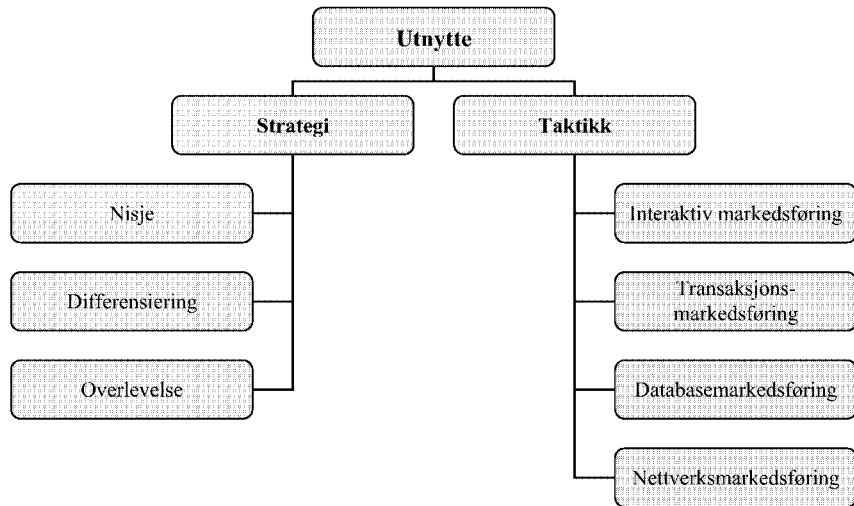 Utnytte
Strategi
Taktikk
Nisje
Differensiering
Overlevelse
Interaktiv markedsføring
Transaksjons-
markedsføring
Databasemarkedsføring
Nettverksmarkedsføring